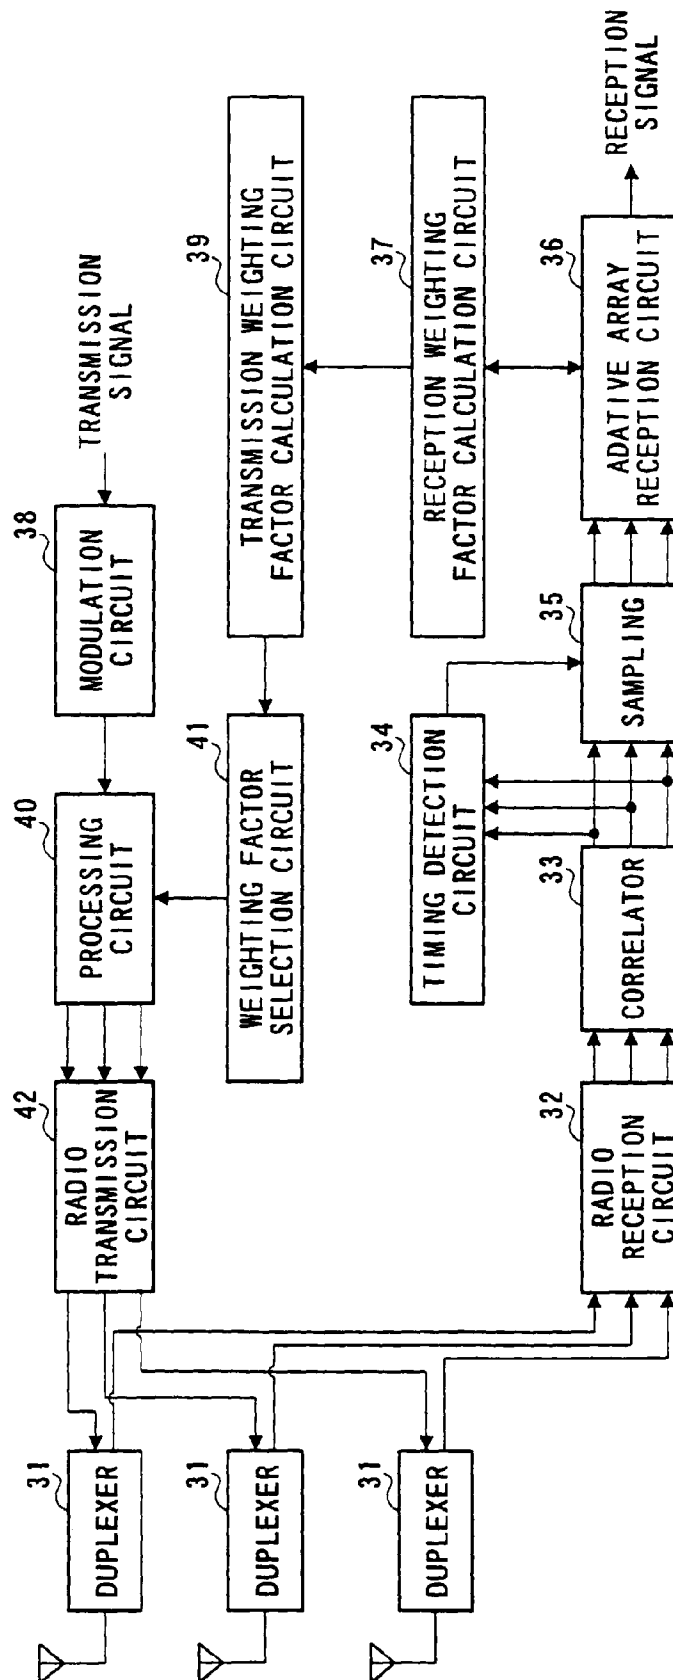 31
DUPLEXER
31
DUPLEXER
31
DUPLEXER
42
RADIO
TRANSMISSION
CIRCUIT
40
PROCESSING
CIRCUIT
38
MODULATION
CIRCUIT
TRANSMISSION
SIGNAL
41
WEIGHTING FACTOR
SELECTION CIRCUIT
39
TRANSMISSION WEIGHTING
FACTOR CALCULATION CIRCUIT
34
TIMING DETECTION
CIRCUIT
37
RECEPTION WEIGHTING
FACTOR CALCULATION CIRCUIT
32
RADIO
RECEPTION
CIRCUIT
33
CORRELATOR
35
SAMPLING
36
ADATIVE ARRAY
RECEPTION CIRCUIT
RECEPTION
SIGNAL